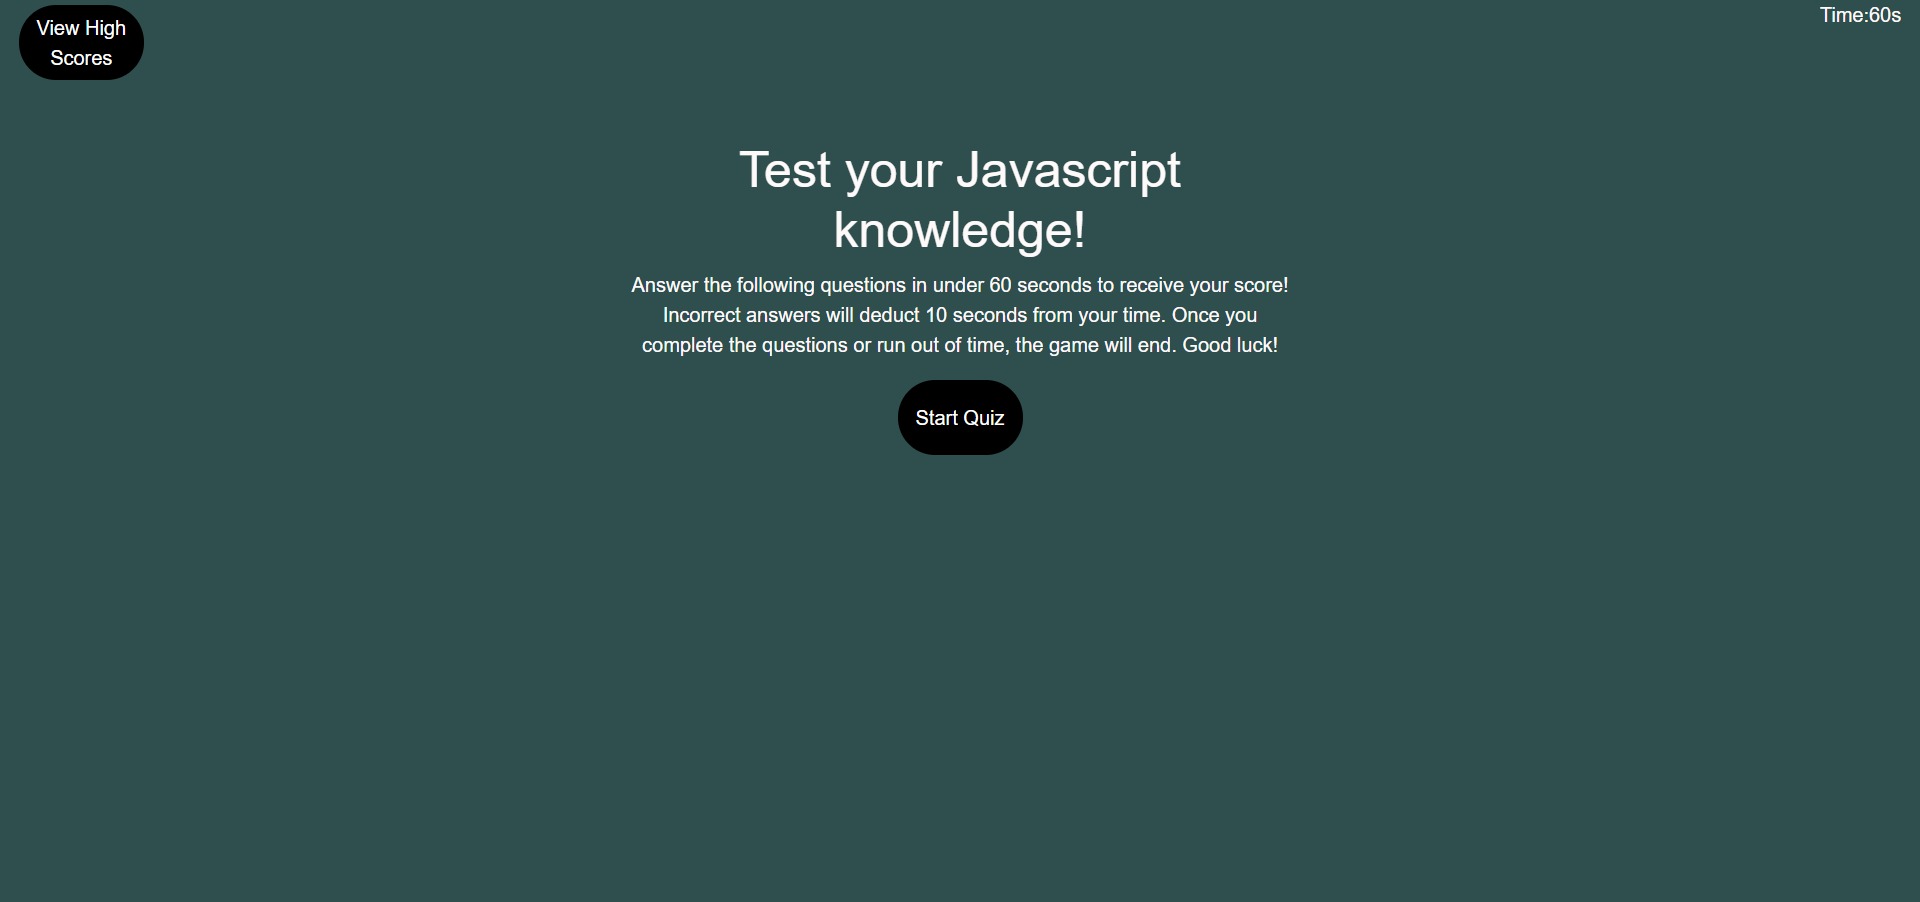 View High
Scores
Time:60s
Test your Javascript
knowledge!
Answer the following questions in under 60 seconds to receive your score!
Incorrect answers will deduct 10 seconds from your time. Once you
complete the questions or run out of time, the game will end. Good luck!
Start Quiz